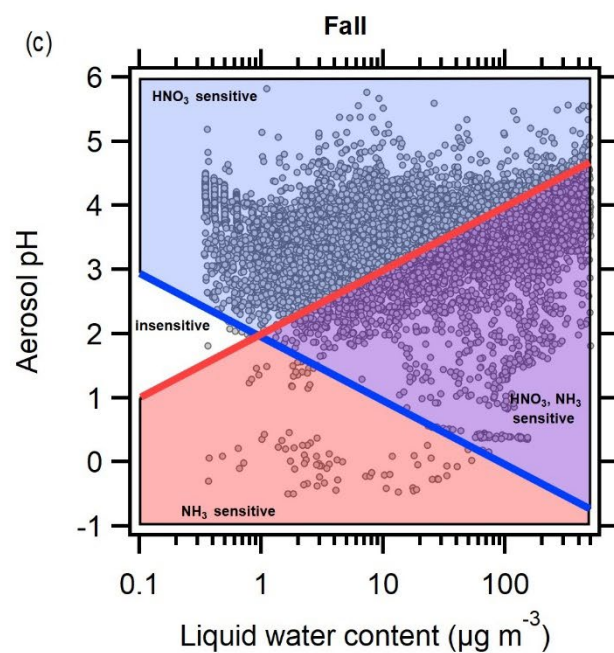 (c)
Fall
Aerosol pH
6
5
4
3
2
1
0
-1
HNO₃ sensitive
insensitive
HNO₃, NH₃
sensitive
NH₃ sensitive
0.1 1 10 100
Liquid water content (µg m⁻³)